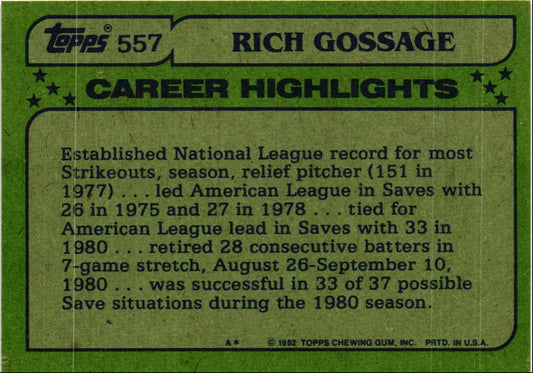 topps® 557
RICH GOSSAGE
CAREER HIGHLIGHTS
Established National League record for most
Strikeouts, season, relief pitcher (151 in
1977) . . . led American League in Saves with
26 in 1975 and 27 in 1978 . . . tied for
American League lead in Saves with 33 in
1980 . . . retired 28 consecutive batters in
7-game stretch, August 26-September 10,
1980 . . . was successful in 33 of 37 possible
Save situations during the 1980 season.
A* © 1982 TOPPS CHEWING GUM, INC. PRTD. IN U.S.A.